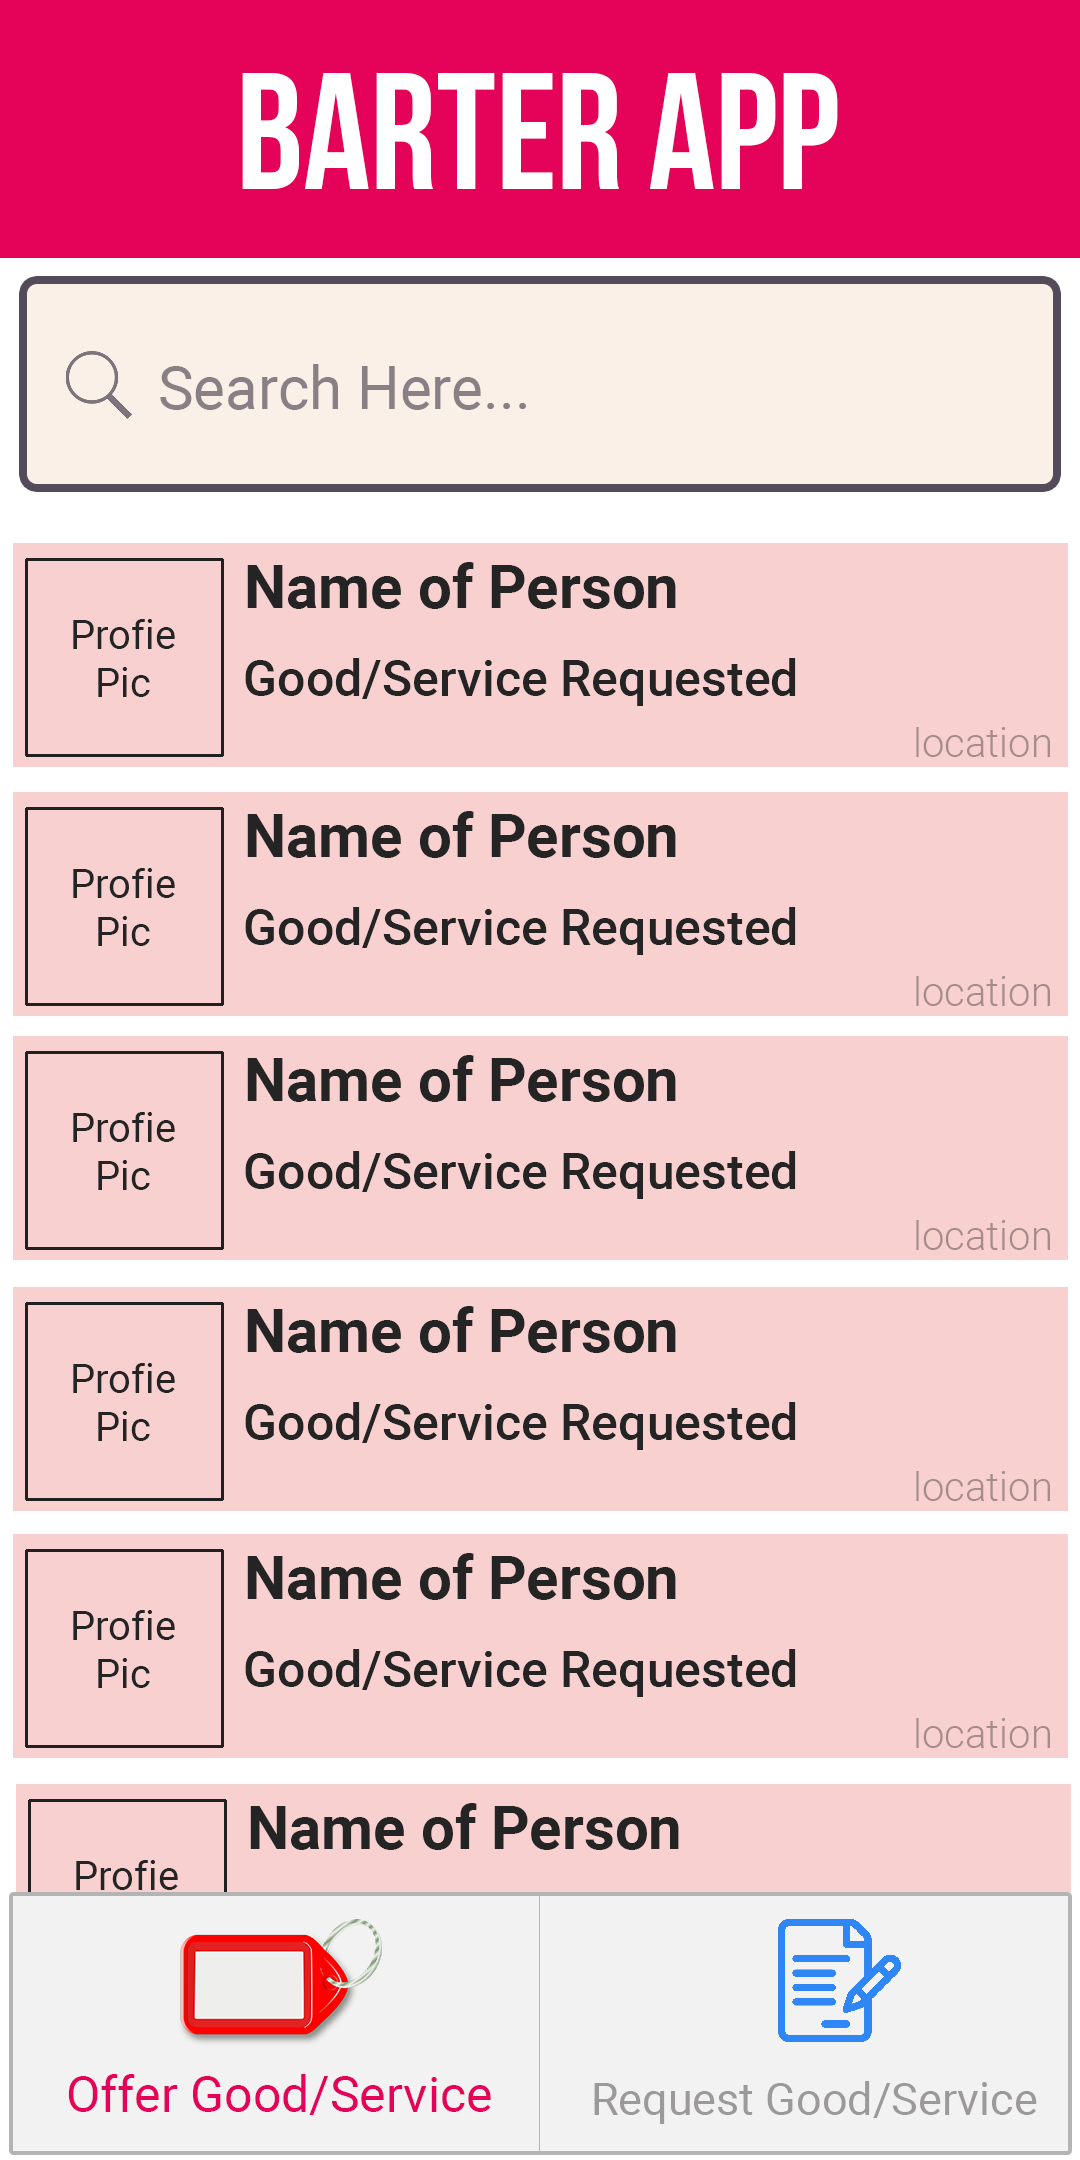 BARTER APP
Search Here...
Name of Person
Profie
Pic
Good/Service Requested
location
Name of Person
Profie
Pic
Good/Service Requested
location
Name of Person
Profie
Pic
Good/Service Requested
location
Name of Person
Profie
Pic
Good/Service Requested
location
Name of Person
Profie
Pic
Good/Service Requested
location
Name of Person
Profie
Offer Good/Service
Request Good/Service